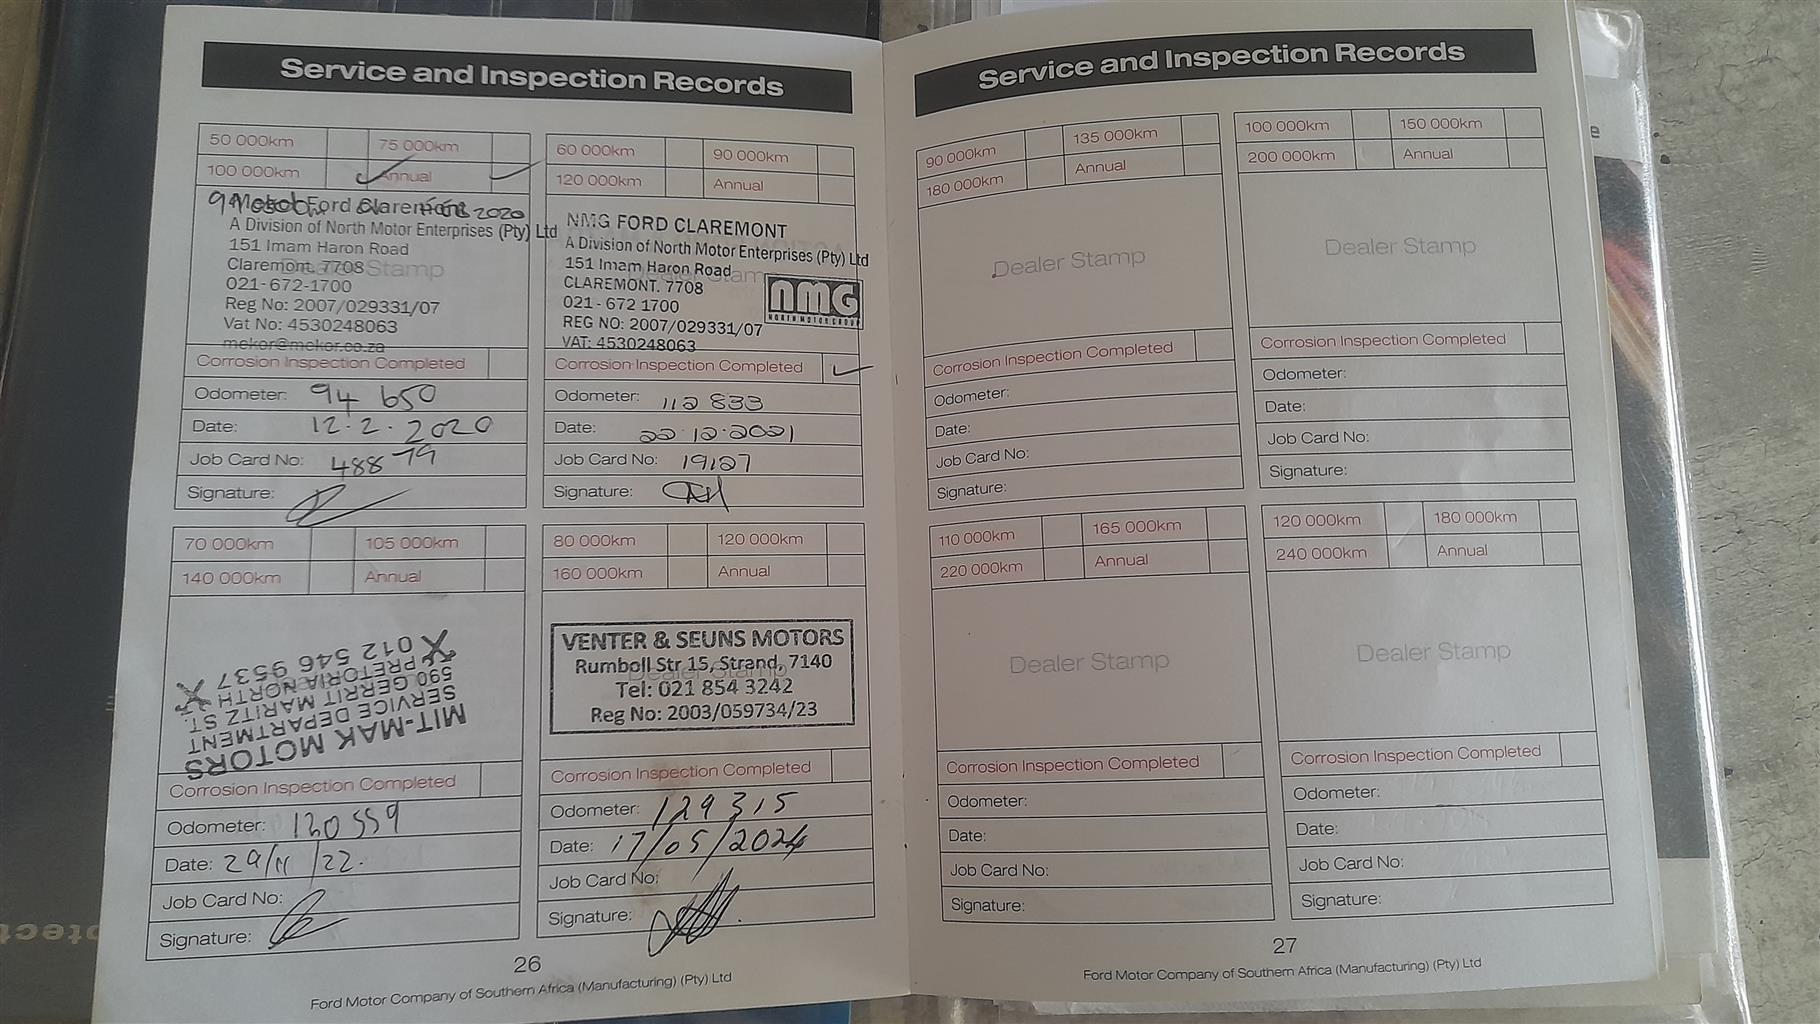 Service and Inspection Records
50 000km 75 000km
100 000km Annual
Mekor Ford Claremont
A Division of North Motor Enterprises (Pty) Ltd
151 Imam Haron Road
Claremont. 7708
Dealer Stamp
021-672-1700
Reg No: 2007/029331/07
Vat No: 4530248063
mekor@mekor.co.za
Corrosion Inspection Completed
Odometer: 94 650
Date: 12.2.2020
Job Card No: 48879
Signature:
60 000km 90 000km
120 000km Annual
NMG FORD CLAREMONT
A Division of North Motor Enterprises (Pty) Ltd
151 Imam Haron Road
Dealer Stamp
CLAREMONT. 7708
021 - 672 1700
REG NO: 2007/029331/07
VAT: 4530248063
nmg
NORTH MOTOR GROUP
Corrosion Inspection Completed
Odometer: 112 833
Date: 22.12.2021
Job Card No: 19127
Signature:
70 000km 105 000km
140 000km Annual
MIT-MAK MOTORS
SERVICE DEPARTMENT
590 GERRIT MARITZ ST.
PRETORIA NORTH
012 546 9537
Corrosion Inspection Completed
Odometer: 120 559
Date: 29/11/22.
Job Card No:
Signature:
80 000km 120 000km
160 000km Annual
VENTER & SEUNS MOTORS
Rumboll Str 15, Strand, 7140
Dealer Stamp
Tel: 021 854 3242
Reg No: 2003/059734/23
Corrosion Inspection Completed
Odometer: 129 315
Date: 17/05/2024
Job Card No:
Signature:
26
Ford Motor Company of Southern Africa (Manufacturing) (Pty) Ltd
Service and Inspection Records
90 000km 135 000km
180 000km Annual
Dealer Stamp
Corrosion Inspection Completed
Odometer:
Date:
Job Card No:
Signature:
100 000km 150 000km
200 000km Annual
Dealer Stamp
Corrosion Inspection Completed
Odometer:
Date:
Job Card No:
Signature:
110 000km 165 000km
220 000km Annual
Dealer Stamp
Corrosion Inspection Completed
Odometer:
Date:
Job Card No:
Signature:
120 000km 180 000km
240 000km Annual
Dealer Stamp
Corrosion Inspection Completed
Odometer:
Date:
Job Card No:
Signature:
27
Ford Motor Company of Southern Africa (Manufacturing) (Pty) Ltd